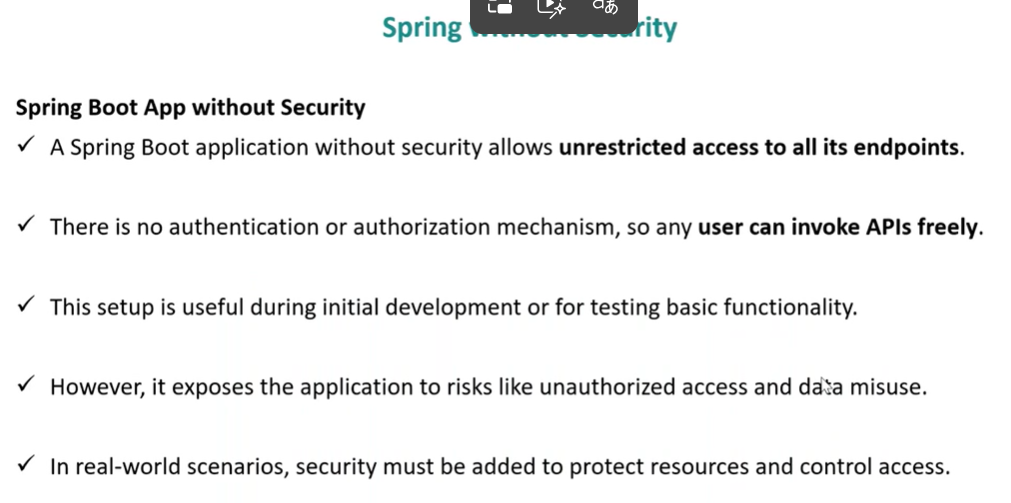 Spring without Security
Spring Boot App without Security
✓ A Spring Boot application without security allows unrestricted access to all its endpoints.
✓ There is no authentication or authorization mechanism, so any user can invoke APIs freely.
✓ This setup is useful during initial development or for testing basic functionality.
✓ However, it exposes the application to risks like unauthorized access and data misuse.
✓ In real-world scenarios, security must be added to protect resources and control access.